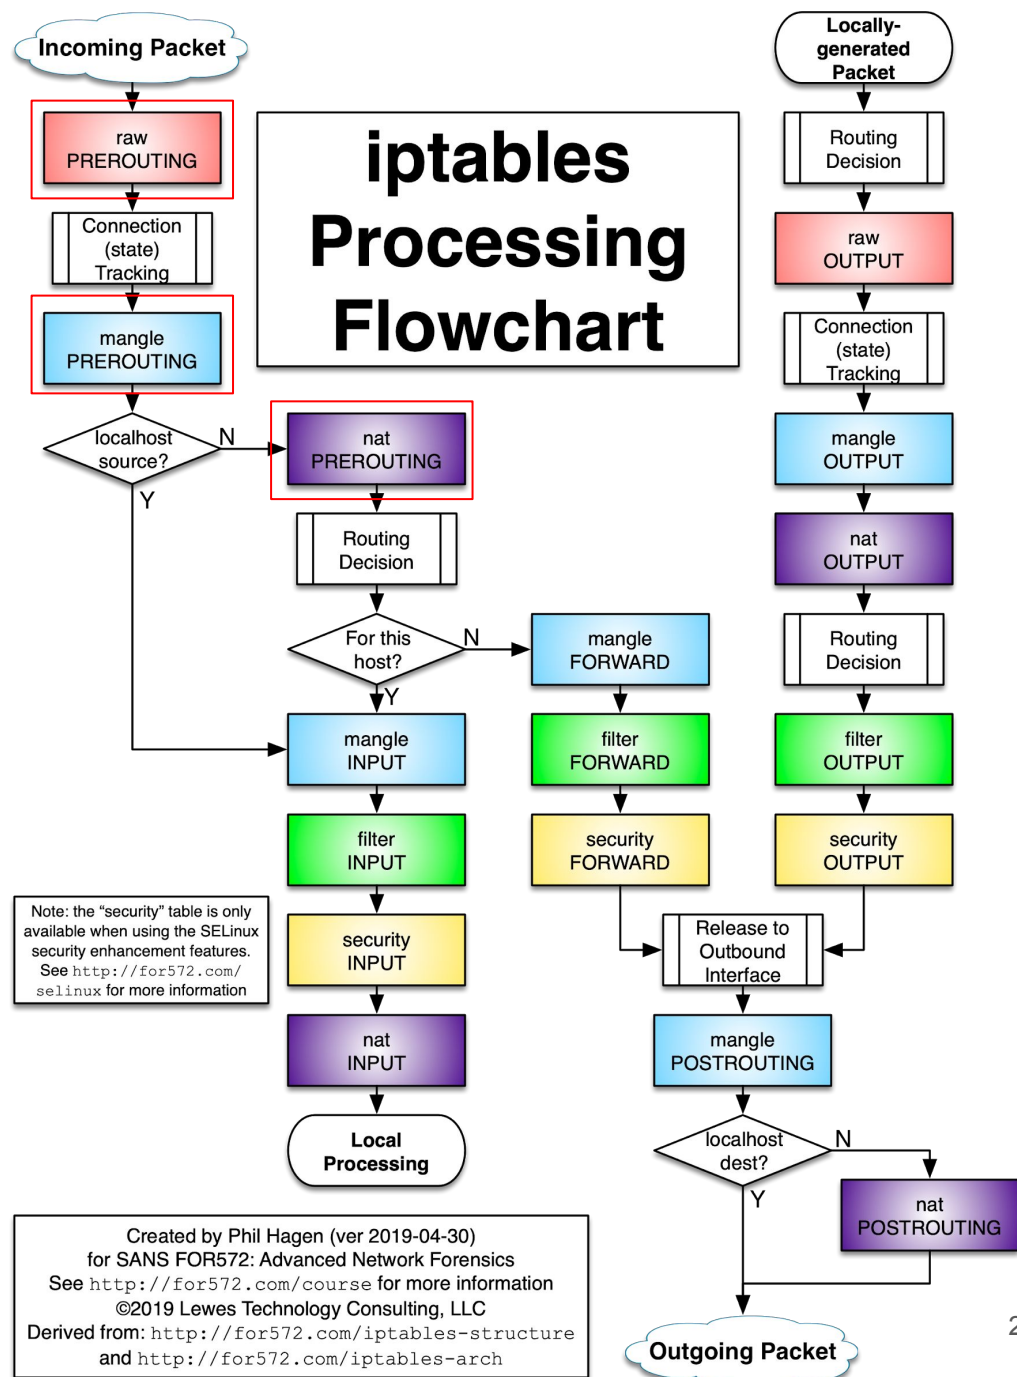 Incoming Packet
raw
PREROUTING
Connection
(state)
Tracking
mangle
PREROUTING
localhost
source?
N
Y
iptables
Processing
Flowchart
nat
PREROUTING
Routing
Decision
For this
host?
N
Y
mangle
INPUT
filter
INPUT
security
INPUT
nat
INPUT
Local
Processing
mangle
FORWARD
filter
FORWARD
security
FORWARD
Locally-
generated
Packet
Routing
Decision
raw
OUTPUT
Connection
(state)
Tracking
mangle
OUTPUT
nat
OUTPUT
Routing
Decision
filter
OUTPUT
security
OUTPUT
Release to
Outbound
Interface
mangle
POSTROUTING
localhost
dest?
N
Y
nat
POSTROUTING
Outgoing Packet
Note: the “security” table is only
available when using the SELinux
security enhancement features.
See http://for572.com/
selinux for more information
Created by Phil Hagen (ver 2019-04-30)
for SANS FOR572: Advanced Network Forensics
See http://for572.com/course for more information
©2019 Lewes Technology Consulting, LLC
Derived from: http://for572.com/iptables-structure
and http://for572.com/iptables-arch
2